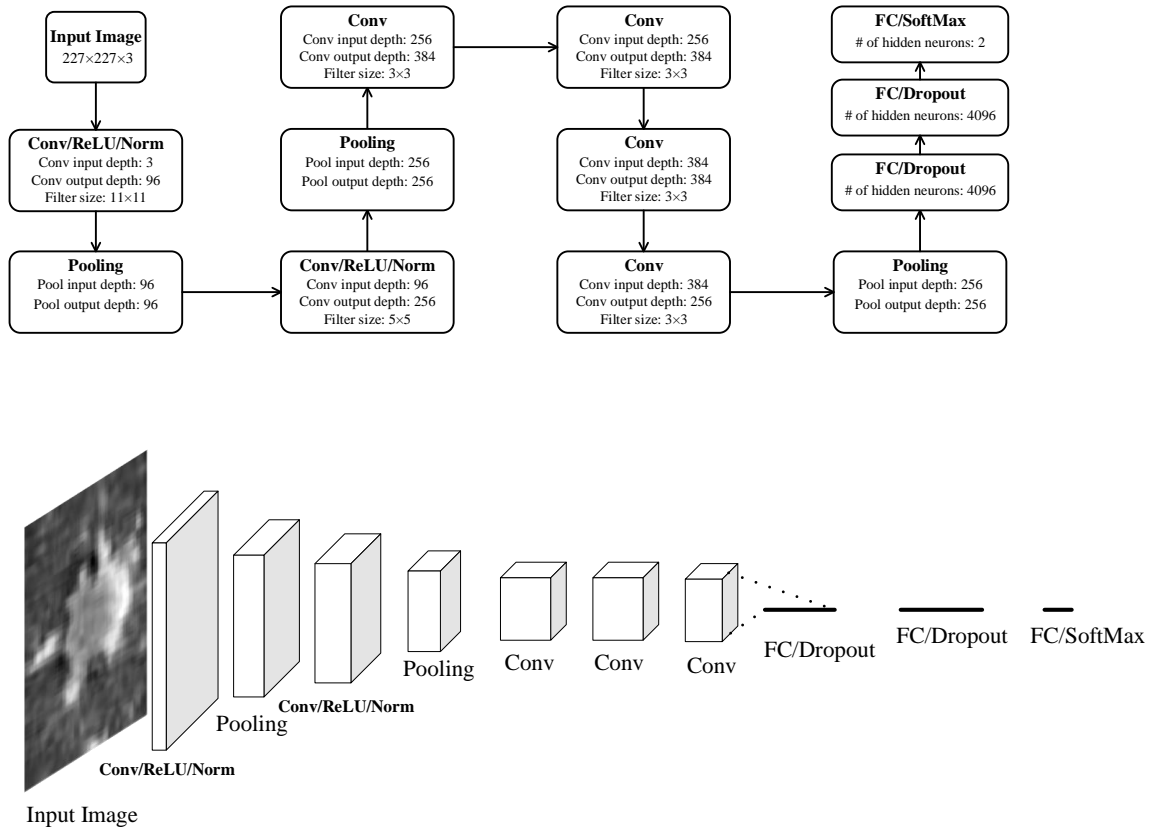 Input Image
227×227×3
Conv/ReLU/Norm
Conv input depth: 3
Conv output depth: 96
Filter size: 11×11
Pooling
Pool input depth: 96
Pool output depth: 96
Conv/ReLU/Norm
Conv input depth: 96
Conv output depth: 256
Filter size: 5×5
Pooling
Pool input depth: 256
Pool output depth: 256
Conv
Conv input depth: 256
Conv output depth: 384
Filter size: 3×3
Conv
Conv input depth: 256
Conv output depth: 384
Filter size: 3×3
Conv
Conv input depth: 384
Conv output depth: 384
Filter size: 3×3
Conv
Conv input depth: 384
Conv output depth: 256
Filter size: 3×3
Pooling
Pool input depth: 256
Pool output depth: 256
FC/Dropout
# of hidden neurons: 4096
FC/Dropout
# of hidden neurons: 4096
FC/SoftMax
# of hidden neurons: 2
Input Image
Conv/ReLU/Norm
Pooling
Conv/ReLU/Norm
Pooling
Conv
Conv
Conv
FC/Dropout
FC/Dropout
FC/SoftMax